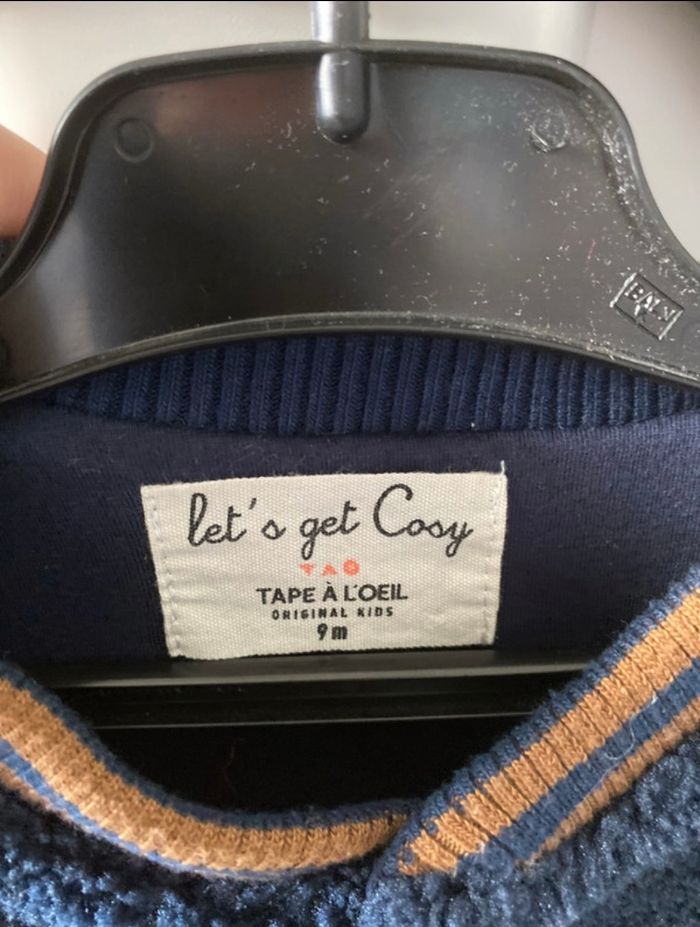 let's get Cosy
TAO
TAPE À L'OEIL
ORIGINAL KIDS
9m